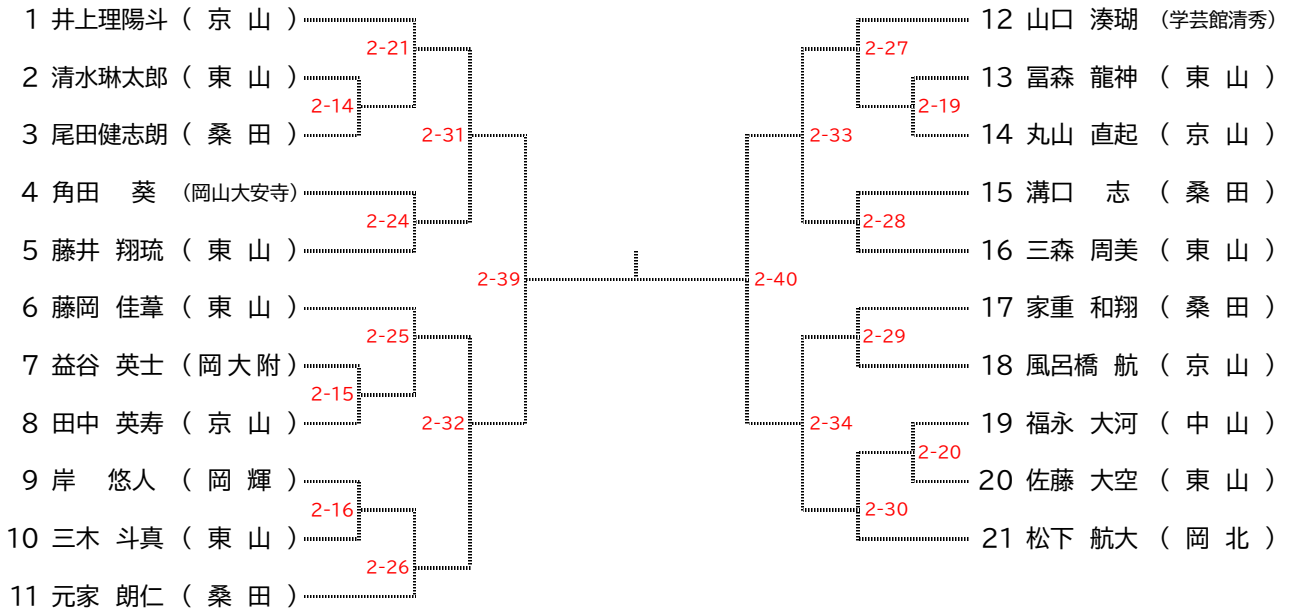 1 井上理陽斗 ( 京 山 )
2-21
2 清水琳太郎 ( 東 山 )
2-14
3 尾田健志朗 ( 桑 田 )
2-31
4 角田 葵 (岡山大安寺)
2-24
5 藤井 翔琉 ( 東 山 )
2-39
6 藤岡 佳葦 ( 東 山 )
2-25
7 益谷 英士 ( 岡 大 附 )
2-15
8 田中 英寿 ( 京 山 )
2-32
9 岸 悠人 ( 岡 輝 )
2-16
10 三木 斗真 ( 東 山 )
2-26
11 元家 朗仁 ( 桑 田 )
12 山口 湊瑚 (学芸館清秀)
2-27
13 冨森 龍神 ( 東 山 )
2-19
14 丸山 直起 ( 京 山 )
2-33
15 溝口 志 ( 桑 田 )
2-28
16 三森 周美 ( 東 山 )
2-40
17 家重 和翔 ( 桑 田 )
2-29
18 風呂橋 航 ( 京 山 )
2-34
19 福永 大河 ( 中 山 )
2-20
20 佐藤 大空 ( 東 山 )
2-30
21 松下 航大 ( 岡 北 )